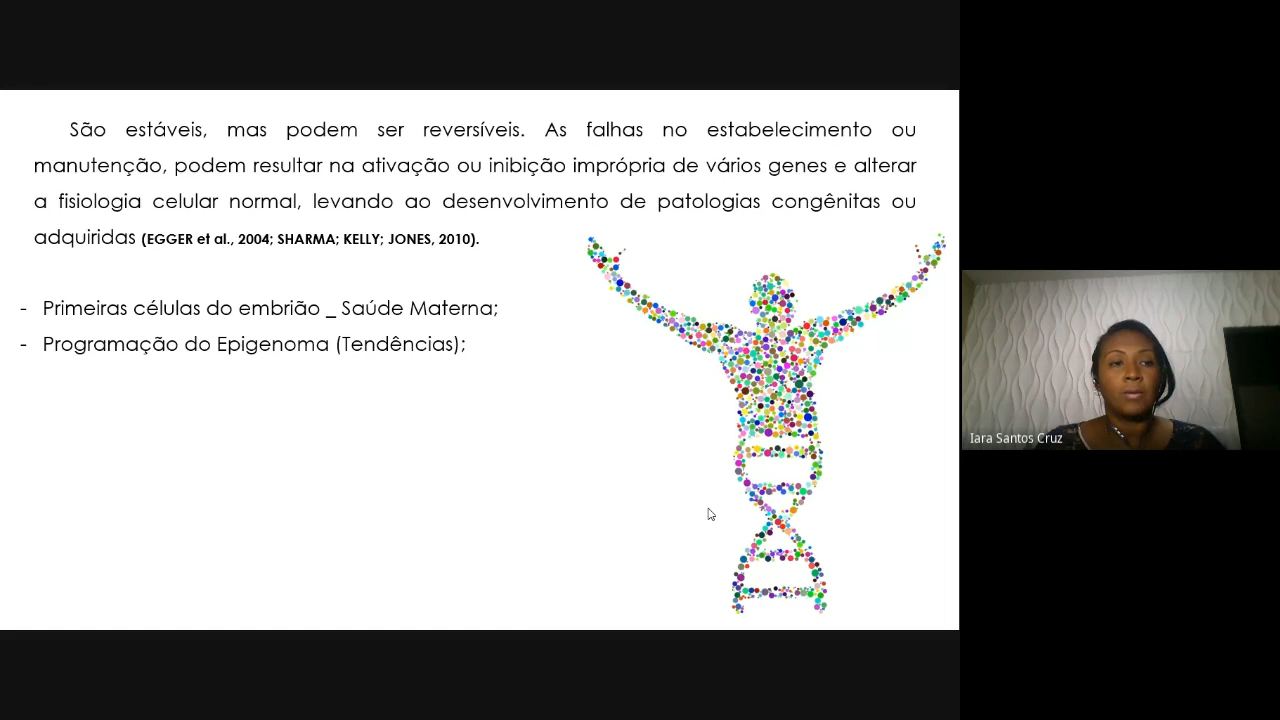 São estáveis, mas podem ser reversíveis. As falhas no estabelecimento ou
manutenção, podem resultar na ativação ou inibição imprópria de vários genes e alterar
a fisiologia celular normal, levando ao desenvolvimento de patologias congênitas ou
adquiridas (EGGER et al., 2004; SHARMA; KELLY; JONES, 2010).
- Primeiras células do embrião _ Saúde Materna;
- Programação do Epigenoma (Tendências);
Iara Santos Cruz